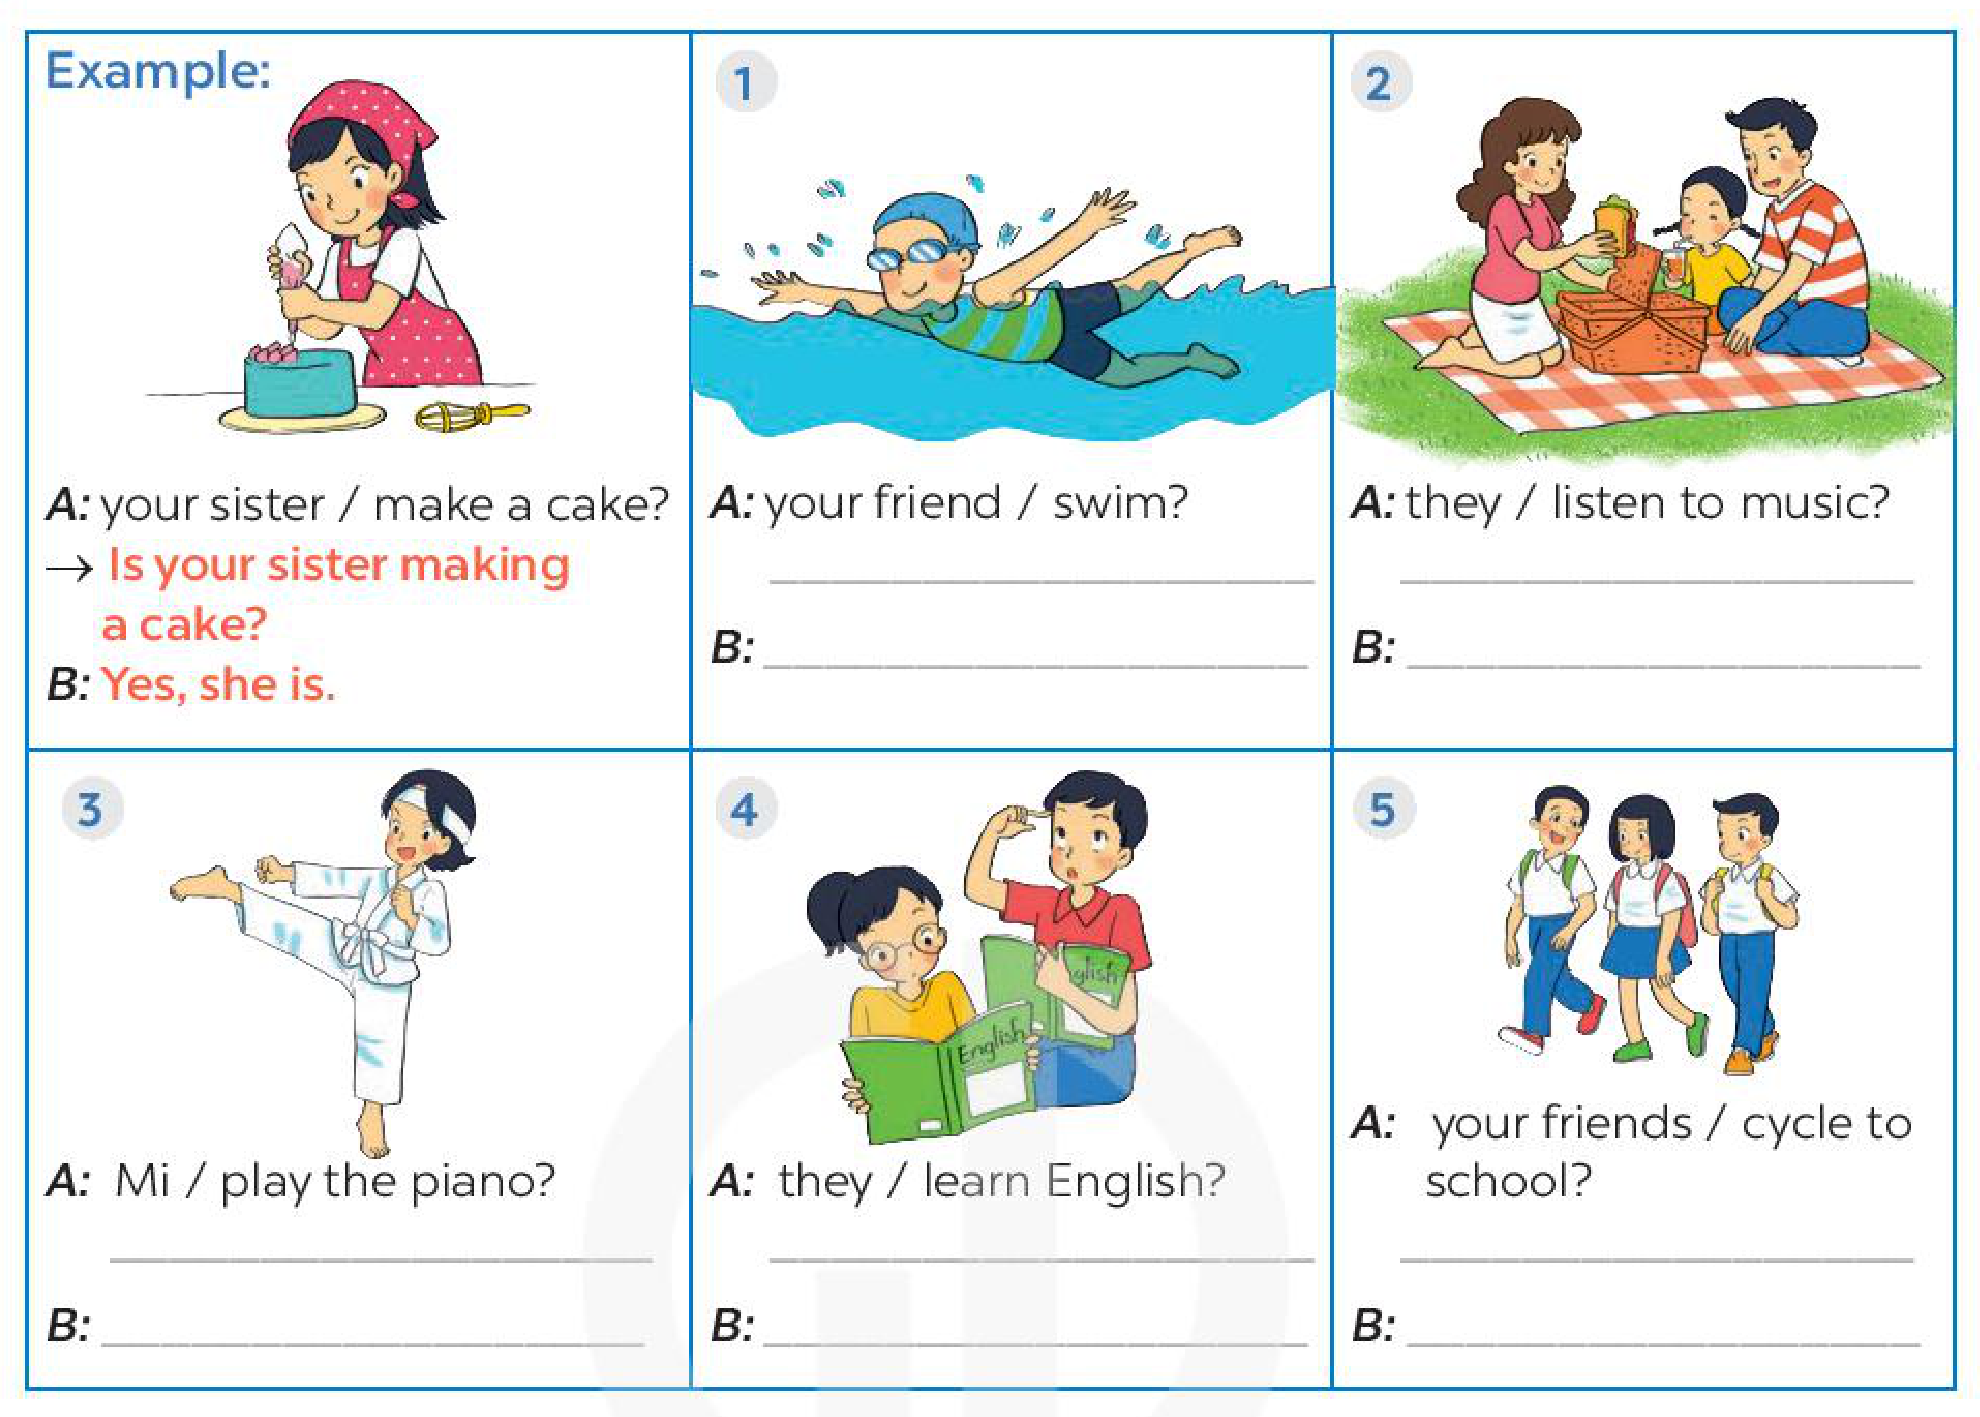 Example:
A: your sister / make a cake?
→ Is your sister making
a cake?
B: Yes, she is.
1
A: your friend / swim?
B:
2
A: they / listen to music?
B:
3
A: Mi / play the piano?
B:
4
English
glish
A: they / learn English?
B:
5
A: your friends / cycle to
school?
B: